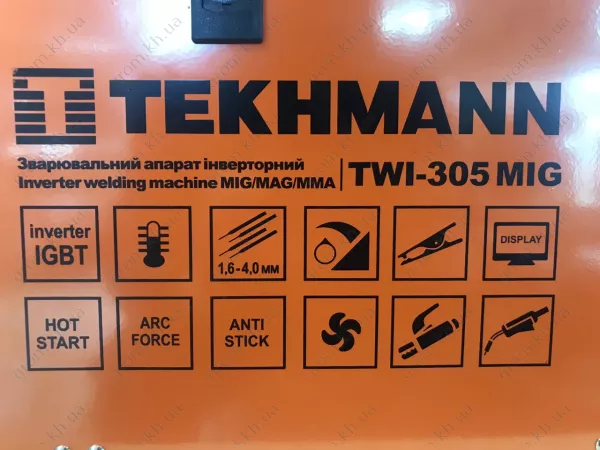 TEKHMANN
Зварювальний апарат інверторний
Inverter welding machine MIG/MAG/MMA
TWI-305 MIG
inverter
IGBT
1,6-4,0 мм
DISPLAY
HOT
START
ARC
FORCE
ANTI
STICK